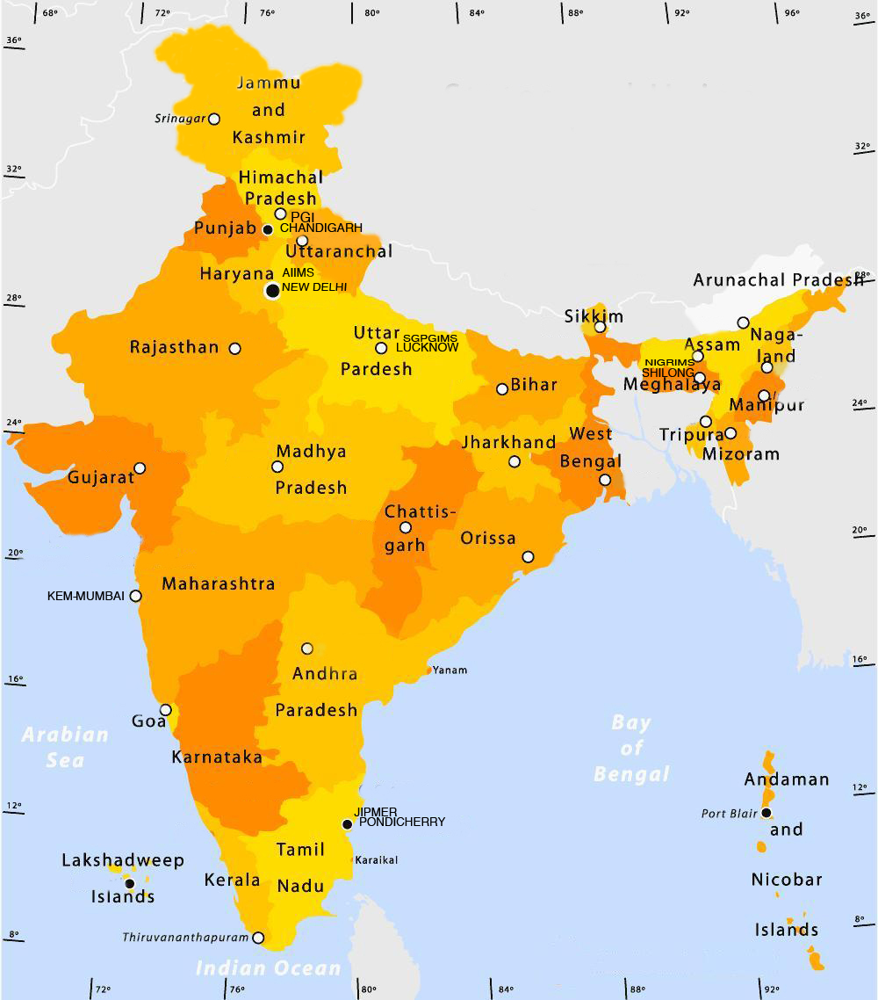 68° 72° 76° 80° 84° 88° 92° 96°
36° 36°
Jammu
and
Srinagar
Kashmir
32° 32°
Himachal
Pradesh
PGI
Punjab CHANDIGARH
Uttaranchal
Haryana AIIMS
NEW DELHI
Arunachal Pradesh
28° 28°
Sikkim
Uttar SGPGIMS
LUCKNOW
Pardesh
Rajasthan
Assam Naga-
land
NIGRIMS
SHILONG
Meghalaya
Bihar
Manipur
24° 24°
Jharkhand
West
Bengal
Tripura
Mizoram
Madhya
Pradesh
Gujarat
Chattis-
garh
Orissa
20° 20°
Maharashtra
KEM-MUMBAI
Andhra
Paradesh
Yanam
16° 16°
Goa
Arabian
Sea
Bay
of
Bengal
Karnataka
Andaman
12° 12°
JIPMER
PONDICHERRY
Port Blair
and
Tamil
Nadu
Karaikal
Lakshadweep
Islands
Kerala
Nicobar
Islands
8° 8°
Thiruvananthapuram
Indian Ocean
72° 76° 80° 84° 88° 92°